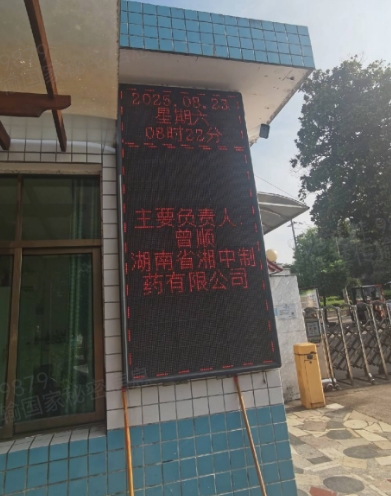 2025.08.23
星期六
08时22分
主要负责人：
曾顺
湖南省湘中制
药有限公司